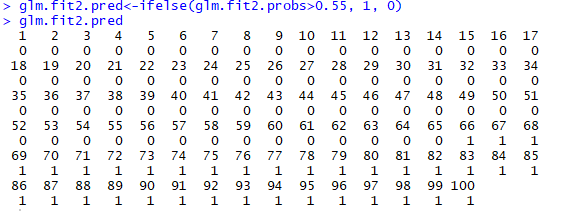 > glm.fit2.pred<-ifelse(glm.fit2.probs>0.55, 1, 0)
> glm.fit2.pred
1 2 3 4 5 6 7 8 9 10 11 12 13 14 15 16 17
0 0 0 0 0 0 0 0 0 0 0 0 0 0 0 0 0
18 19 20 21 22 23 24 25 26 27 28 29 30 31 32 33 34
0 0 0 0 0 0 0 0 0 0 0 0 0 0 0 0 0
35 36 37 38 39 40 41 42 43 44 45 46 47 48 49 50 51
0 0 0 0 0 0 0 0 0 0 0 0 0 0 0 0 0
52 53 54 55 56 57 58 59 60 61 62 63 64 65 66 67 68
0 0 0 0 0 0 0 0 0 0 0 0 0 0 1 1 1
69 70 71 72 73 74 75 76 77 78 79 80 81 82 83 84 85
1 1 1 1 1 1 1 1 1 1 1 1 1 1 1 1 1
86 87 88 89 90 91 92 93 94 95 96 97 98 99 100
1 1 1 1 1 1 1 1 1 1 1 1 1 1 1